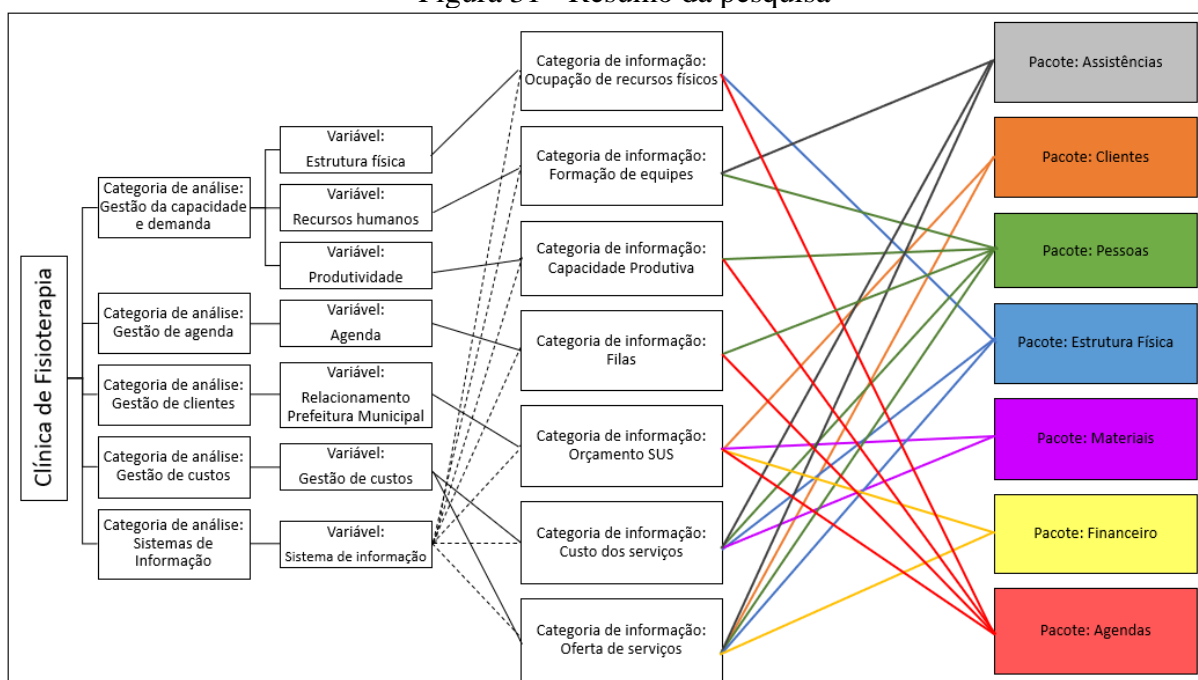 Figura 31 - Resumo da pesquisa
Clínica de Fisioterapia
Categoria de análise:
Gestão da capacidade
e demanda
Categoria de análise:
Gestão de agenda
Categoria de análise:
Gestão de clientes
Categoria de análise:
Gestão de custos
Categoria de análise:
Sistemas de
Informação
Variável:
Estrutura física
Variável:
Recursos humanos
Variável:
Produtividade
Variável:
Agenda
Variável:
Relacionamento
Prefeitura Municipal
Variável:
Gestão de custos
Variável:
Sistema de informação
Categoria de informação:
Ocupação de recursos físicos
Categoria de informação:
Formação de equipes
Categoria de informação:
Capacidade Produtiva
Categoria de informação:
Filas
Categoria de informação:
Orçamento SUS
Categoria de informação:
Custo dos serviços
Categoria de informação:
Oferta de serviços
Pacote: Assistências
Pacote: Clientes
Pacote: Pessoas
Pacote: Estrutura Física
Pacote: Materiais
Pacote: Financeiro
Pacote: Agendas